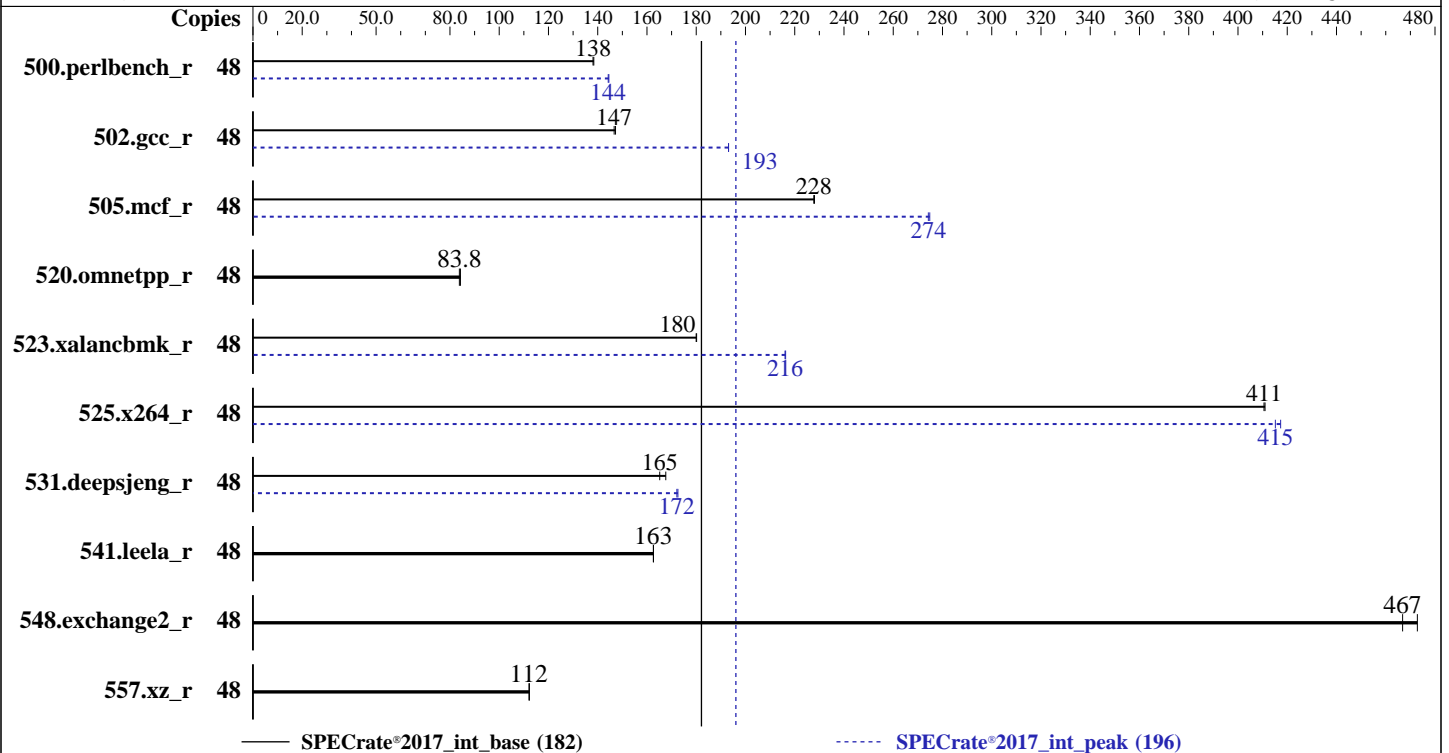 Copies 0 20.0 50.0 80.0 100 120 140 160 180 200 220 240 260 280 300 320 340 360 380 400 420 440 480
138
500.perlbench_r 48
144
147
502.gcc_r 48
193
228
505.mcf_r 48
274
83.8
520.omnetpp_r 48
180
523.xalancbmk_r 48
216
411
525.x264_r 48
415
165
531.deepsjeng_r 48
172
163
541.leela_r 48
467
548.exchange2_r 48
112
557.xz_r 48
SPECrate®2017_int_base (182) SPECrate®2017_int_peak (196)